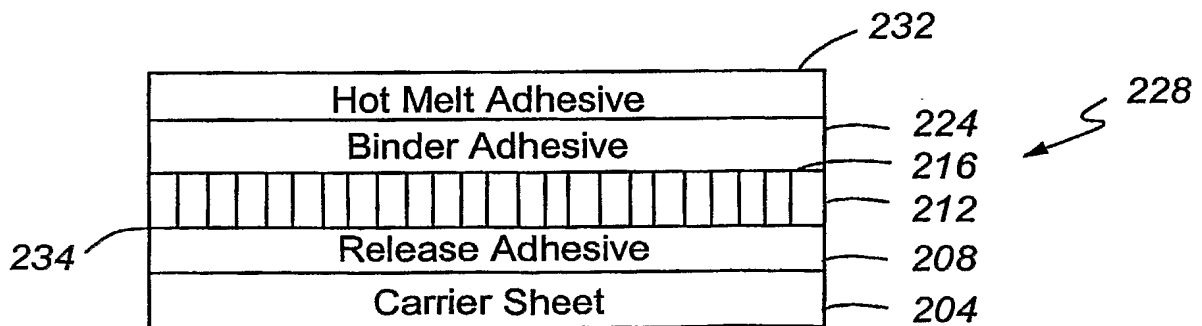 232
Hot Melt Adhesive
228
224
Binder Adhesive
216
212
234
Release Adhesive
208
Carrier Sheet
204